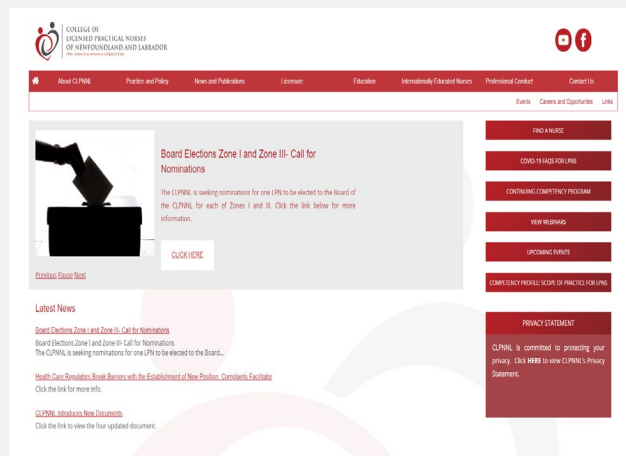 COLLEGE OF
LICENSED PRACTICAL NURSES
OF NEWFOUNDLAND AND LABRADOR
About CLPNNL
Practice and Policy
News and Publications
Licensure
Education
Internationally Educated Nurses
Professional Conduct
Contact Us
Events
Careers and Opportunites
Links
Board Elections Zone I and Zone III- Call for
Nominations
The CLPNNL is seeking nominations for one LPN to be elected to the Board of
the CLPNNL for each of Zones I and III. Click the link below for more
information.
CLICK HERE
Previous Pause Next
FIND A NURSE
COVID-19 FAQS FOR LPNS
CONTINUING COMPETENCY PROGRAM
VIEW WEBINARS
UPCOMING EVENTS
COMPETENCY PROFILE: SCOPE OF PRACTICE FOR LPNS
Latest News
Board Elections Zone I and Zone III- Call for Nominations
Board Elections Zone I and Zone III- Call for Nominations
The CLPNNL is seeking nominations for one LPN to be elected to the Board...
Health Care Regulators Break Barriers with the Establishment of New Position, Complaints Facilitator
Click the link for more info.
CLPNNL Introduces New Documents
Click the link to view the four updated document.
PRIVACY STATEMENT
CLPNNL is committed to protecting your
privacy. Click HERE to view CLPNNL's Privacy
Statement.